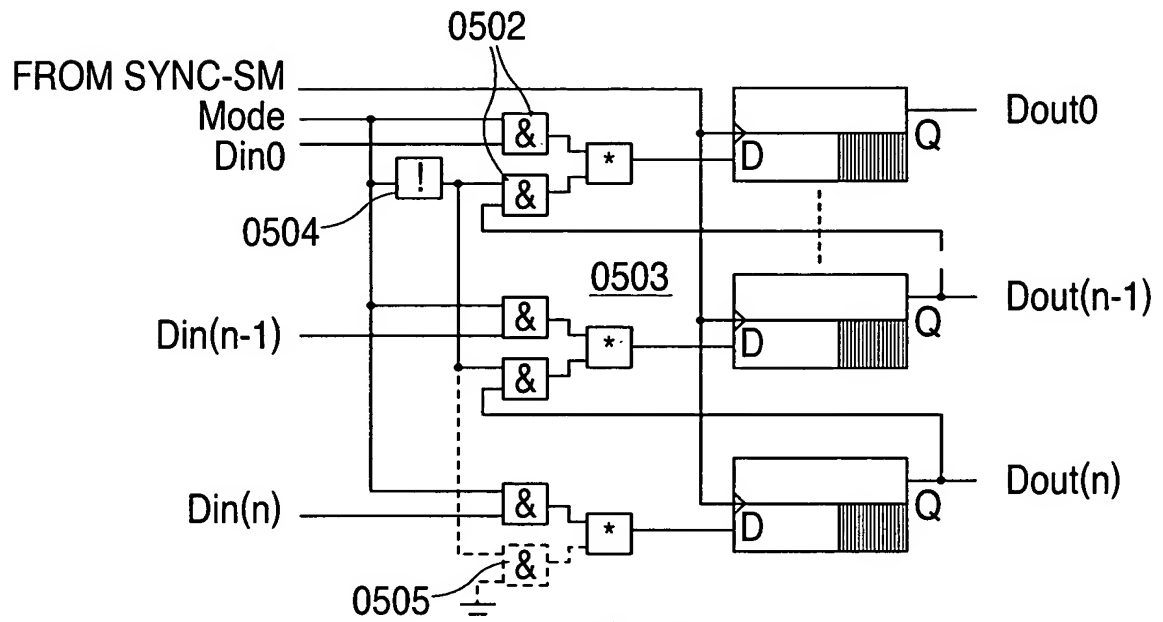 0502
FROM SYNC-SM
Mode
Din0
&
*
D
Q
Dout0
!
&
0504
0503
Din(n-1)
&
*
D
Q
Dout(n-1)
&
Din(n)
&
*
D
Q
Dout(n)
&
0505